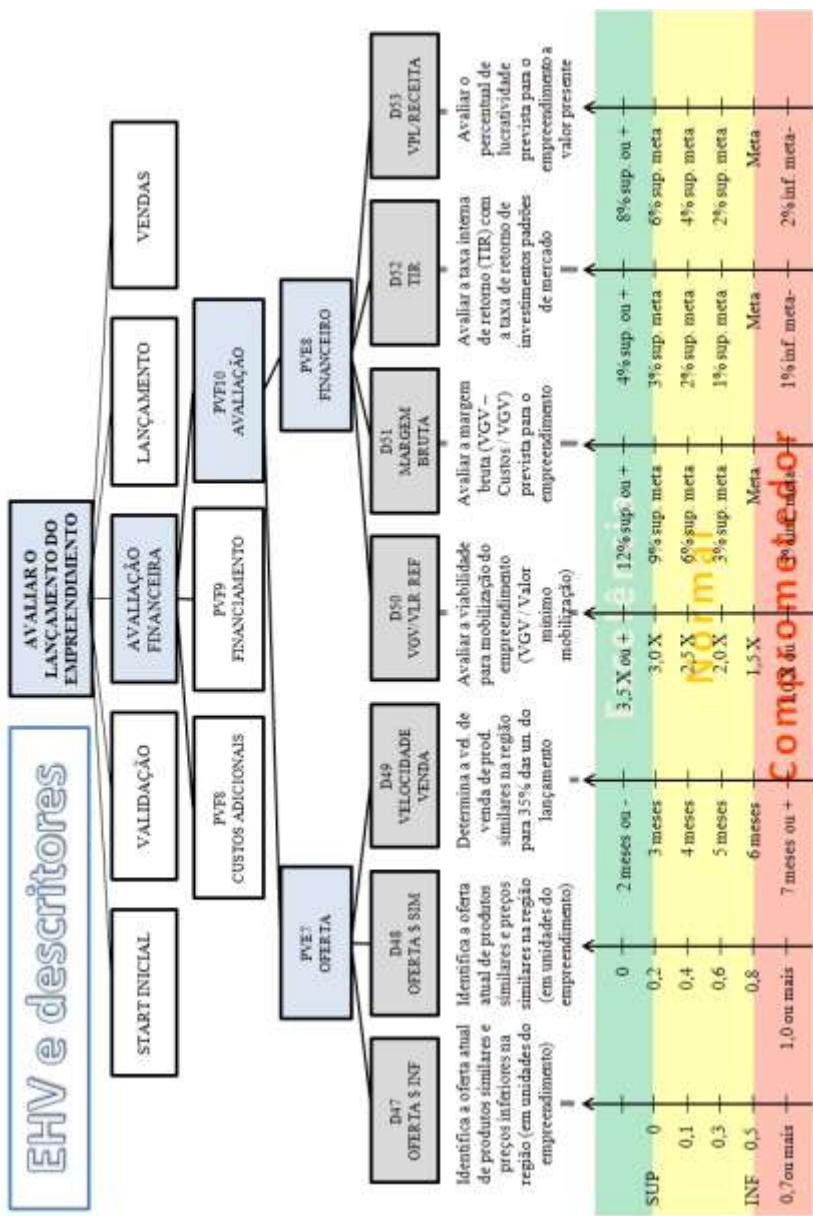 EHV e descritores
AVALIAR O
LANÇAMENTO DO
EMPREENDIMENTO
START INICIAL
VALIDAÇÃO
AVALIAÇÃO
FINANCEIRA
LANÇAMENTO
VENDAS
PVF8
CUSTOS ADICIONAIS
PVF9
FINANCIAMENTO
PVF10
AVALIAÇÃO
PVE7
OFERTA
PVE8
FINANCEIRO
D47
OFERTA $ INF
D48
OFERTA $ SIM
D49
VELOCIDADE
VENDA
D50
VGV/VLR REF
D51
MARGEM
BRUTA
D52
TIR
D53
VPL/RECEITA
Identifica a oferta atual
de produtos similares e
preços inferiores na
região (em unidades do
empreendimento)
Identifica a oferta
atual de produtos
similares e preços
similares na região
(em unidades do
empreendimento)
Determina a vel. de
venda de prod.
similares na região
para 35% das un. do
lançamento
Avaliar a viabilidade
para mobilização do
empreendimento
(VGV / Valor
mínimo
mobilização)
Avaliar a margem
bruta (VGV –
Custos / VGV)
prevista para o
empreendimento
Avaliar a taxa interna
de retorno (TIR) com
a taxa de retorno de
investimentos padrões
de mercado
Avaliar o
percentual de
lucratividade
prevista para o
empreendimento a
valor presente
Excelência
0
2 meses ou -
3,5 X ou +
12% sup. ou +
4% sup. ou +
8% sup. ou +
SUP
0
0,2
3 meses
3,0 X
9% sup. meta
3% sup. meta
6% sup. meta
Normal
0,1
0,4
4 meses
2,5 X
6% sup. meta
2% sup. meta
4% sup. meta
0,3
0,6
5 meses
2,0 X
3% sup. meta
1% sup. meta
2% sup. meta
INF
0,5
0,8
6 meses
1,5 X
Meta
Meta
Meta
Comprometedor
0,7 ou mais
1,0 ou mais
7 meses ou +
1,0 X ou -
3% inf. meta-
1% inf. meta-
2% inf. meta-